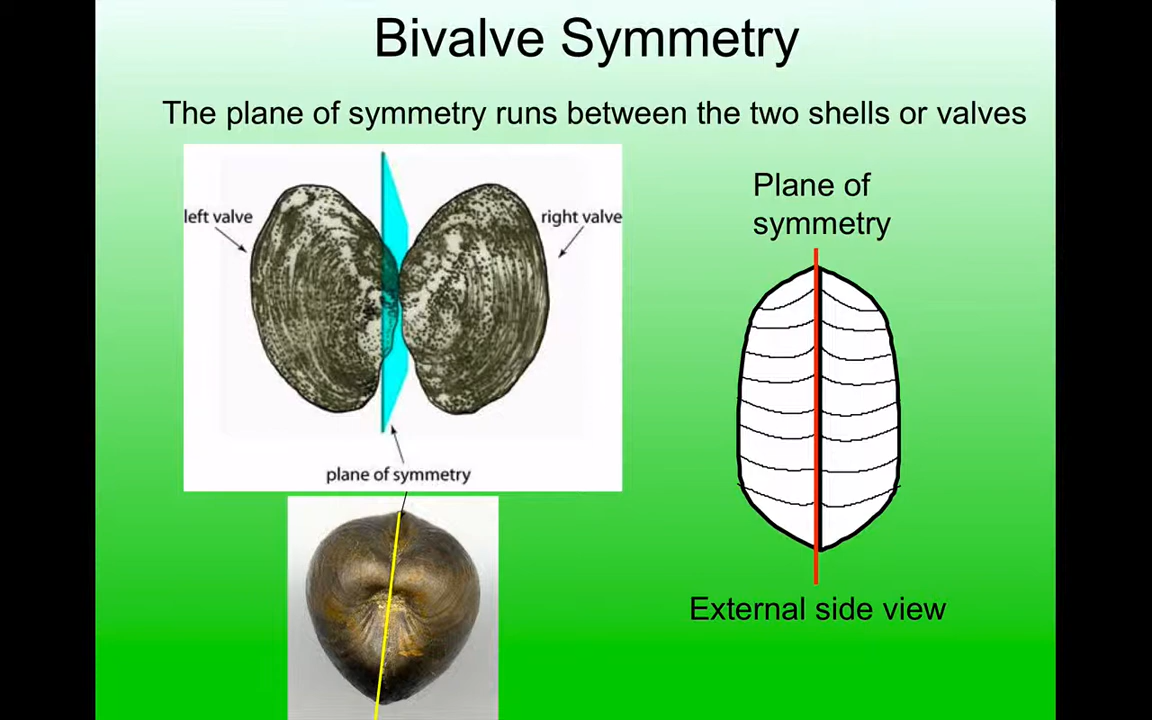 Bivalve Symmetry
The plane of symmetry runs between the two shells or valves
left valve
right valve
plane of symmetry
Plane of
symmetry
External side view